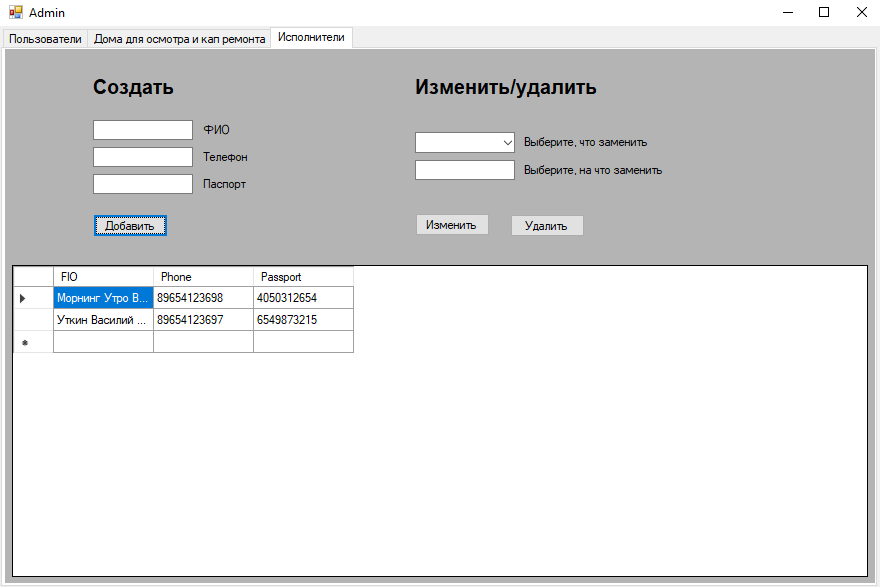 Admin
Пользователи Дома для осмотра и кап ремонта Исполнители
Создать
ФИО
Телефон
Паспорт
Добавить
Изменить/удалить
Выберите, что заменить
Выберите, на что заменить
Изменить Удалить
FIO Phone Passport
Морнинг Утро В... 89654123698 4050312654
Уткин Василий ... 89654123697 6549873215